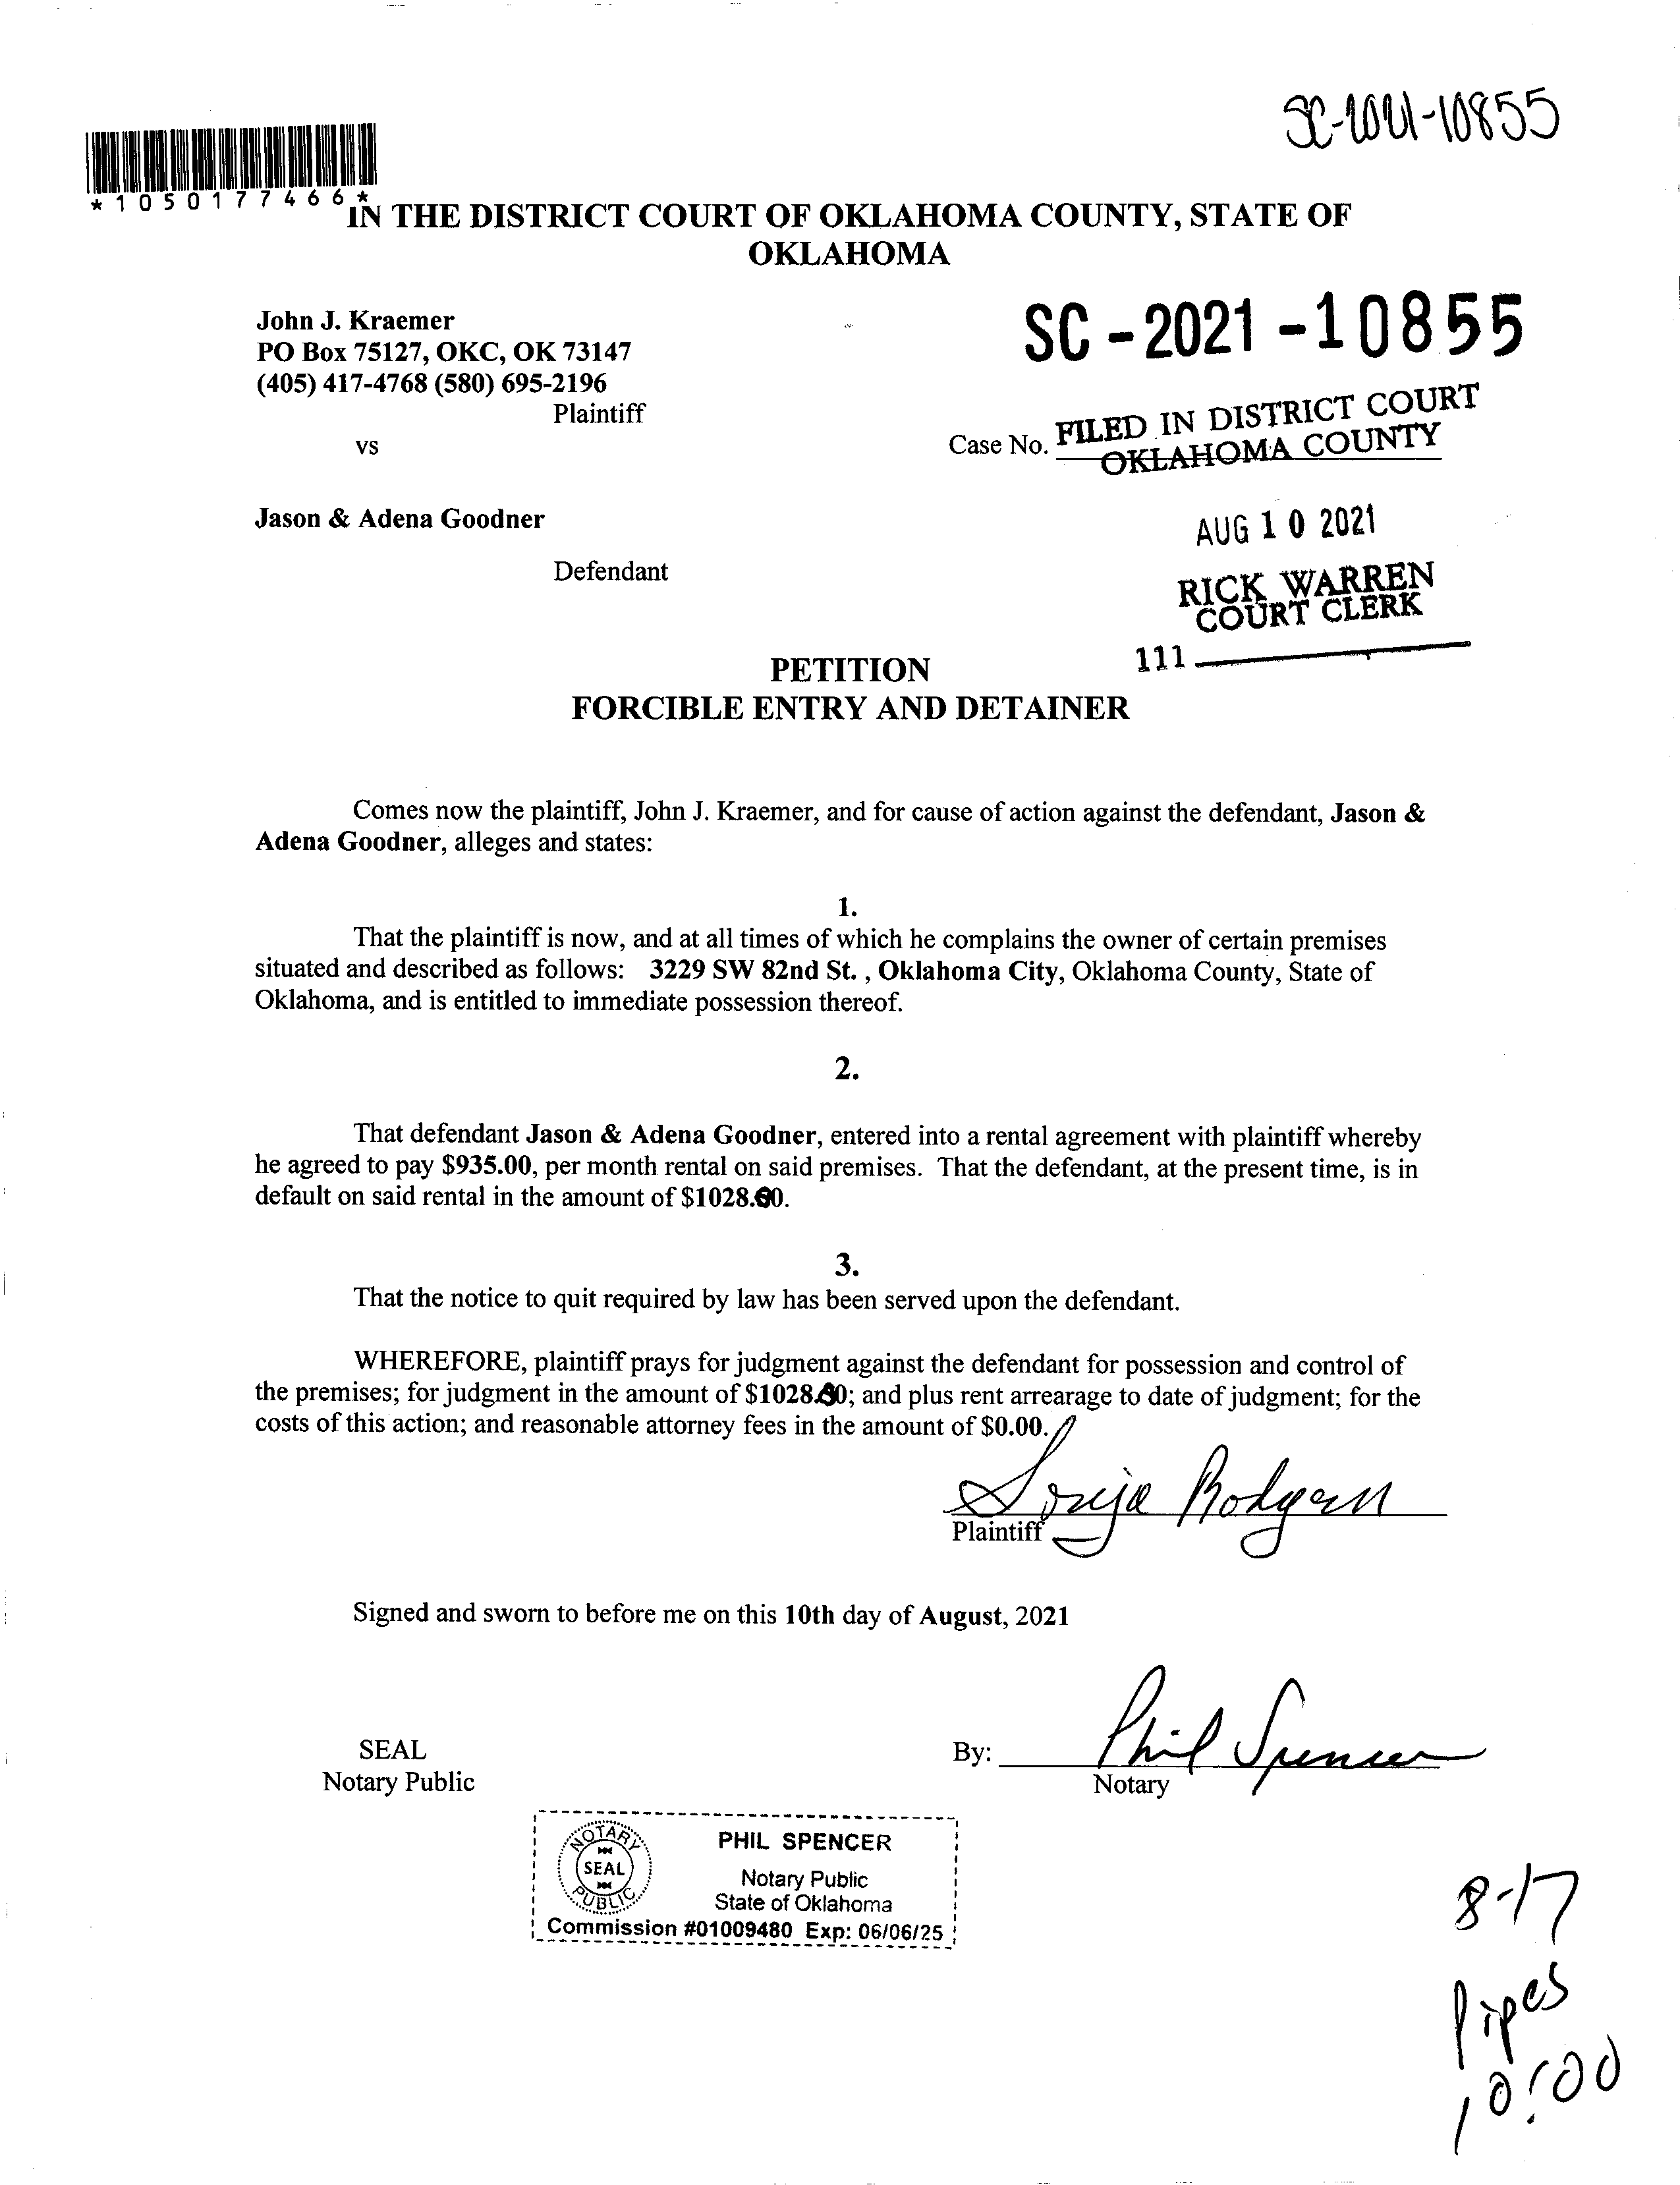 SC-2021-10855
*1050177466*
IN THE DISTRICT COURT OF OKLAHOMA COUNTY, STATE OF
OKLAHOMA
John J. Kraemer
PO Box 75127, OKC, OK 73147
(405) 417-4768 (580) 695-2196
Plaintiff
vs
SC-2021-10855
Case No.
FILED IN DISTRICT COURT
OKLAHOMA COUNTY
Jason & Adena Goodner
Defendant
AUG 10 2021
RICK WARREN
COURT CLERK
111
PETITION
FORCIBLE ENTRY AND DETAINER
Comes now the plaintiff, John J. Kraemer, and for cause of action against the defendant, Jason &
Adena Goodner, alleges and states:
1.
That the plaintiff is now, and at all times of which he complains the owner of certain premises
situated and described as follows: 3229 SW 82nd St. , Oklahoma City, Oklahoma County, State of
Oklahoma, and is entitled to immediate possession thereof.
2.
That defendant Jason & Adena Goodner, entered into a rental agreement with plaintiff whereby
he agreed to pay $935.00, per month rental on said premises. That the defendant, at the present time, is in
default on said rental in the amount of
3.
That the notice to quit required by law has been served upon the defendant.
WHEREFORE, plaintiff prays for judgment against the defendant for possession and control of
the premises; for judgment in the amount of and plus rent arrearage to date of judgment; for the
costs of this action; and reasonable attorney fees in the amount of $0.00.
Plaintiff
Signed and sworn to before me on this 10th day of August, 2021
SEAL
Notary Public
By:
Phil Spencer
Notary
NOTARY
SEAL
PUBLIC
PHIL SPENCER
Notary Public
State of Oklahoma
Commission #01009480 Exp: 06/06/25
8-17
Pipes
10:00